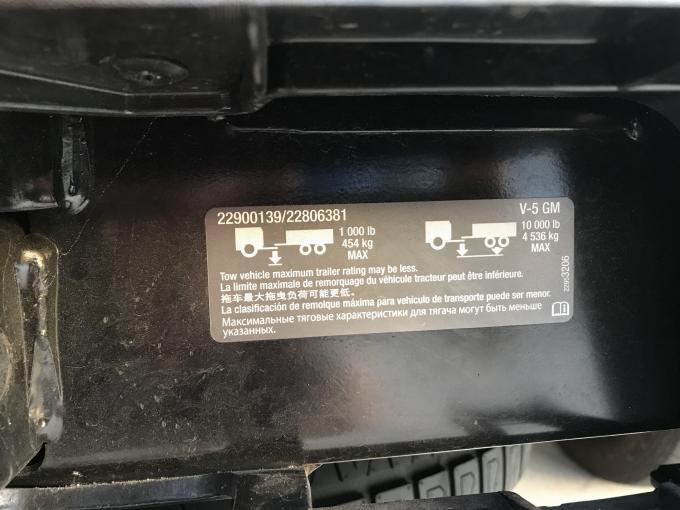 22900139/22806381
V-5 GM
1 000 lb
454 kg
MAX
10 000 lb
4 536 kg
MAX
Tow vehicle maximum trailer rating may be less.
La limite maximale de remorquage du véhicule tracteur peut être inférieure.
拖车最大拖曳负荷可能更低。
La clasificación de remolque máxima para vehículo de transporte puede ser menor.
Максимальные тяговые характеристики для тягача могут быть меньше
указанных.